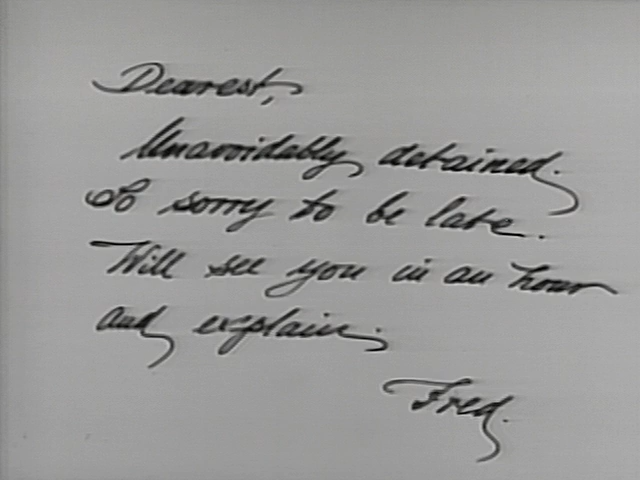 Dearest,
Unavoidably detained.
So sorry to be late.
Will see you in an hour
and explain.
Fred.